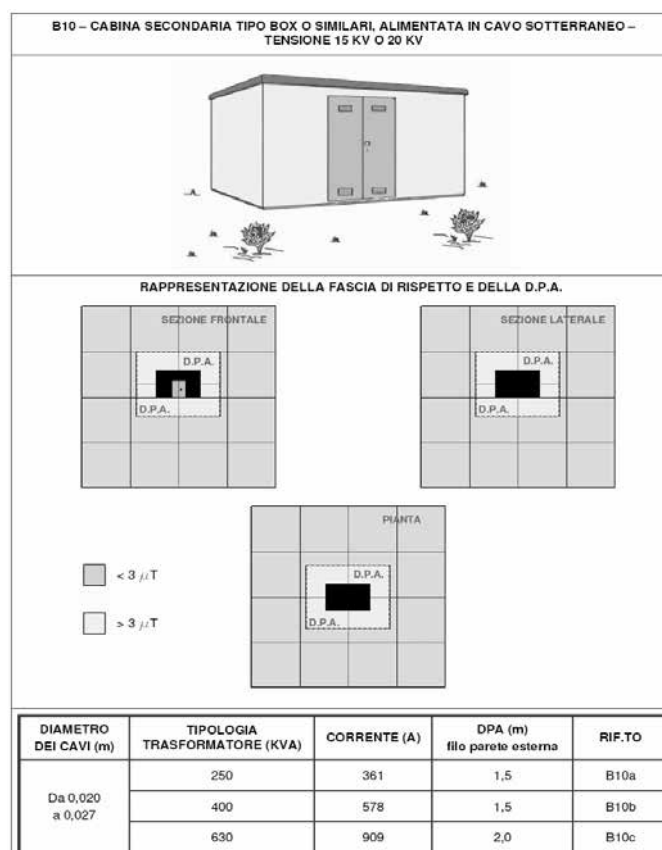 B10 – CABINA SECONDARIA TIPO BOX O SIMILARI, ALIMENTATA IN CAVO SOTTERRANEO –
TENSIONE 15 KV O 20 KV
RAPPRESENTAZIONE DELLA FASCIA DI RISPETTO E DELLA D.P.A.
SEZIONE FRONTALE
D.P.A.
D.P.A.
SEZIONE LATERALE
D.P.A.
D.P.A.
PIANTA
D.P.A.
D.P.A.
< 3 μT
> 3 μT
DIAMETRO
DEI CAVI (m)
TIPOLOGIA
TRASFORMATORE (KVA)
CORRENTE (A)
DPA (m)
filo parete esterna
RIF.TO
Da 0,020
a 0,027
250
361
1,5
B10a
400
578
1,5
B10b
630
909
2,0
B10c